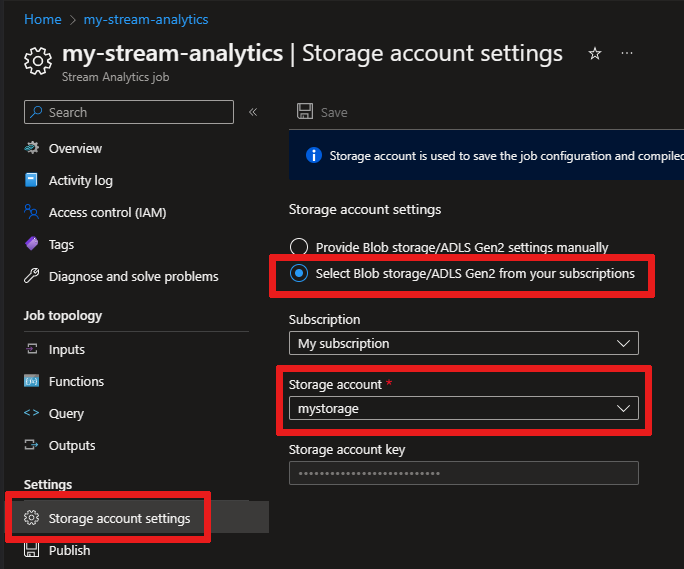 Home > my-stream-analytics
my-stream-analytics | Storage account settings ☆ ···
Stream Analytics job
Search «
Save
Overview
Storage account is used to save the job configuration and compiled
Activity log
Access control (IAM)
Storage account settings
Tags
Provide Blob storage/ADLS Gen2 settings manually
Diagnose and solve problems
Select Blob storage/ADLS Gen2 from your subscriptions
Job topology
Subscription
Inputs
My subscription
Functions
Storage account *
Query
mystorage
Outputs
Storage account key
Settings
••••••••••••••••••••••••••••
Storage account settings
Publish